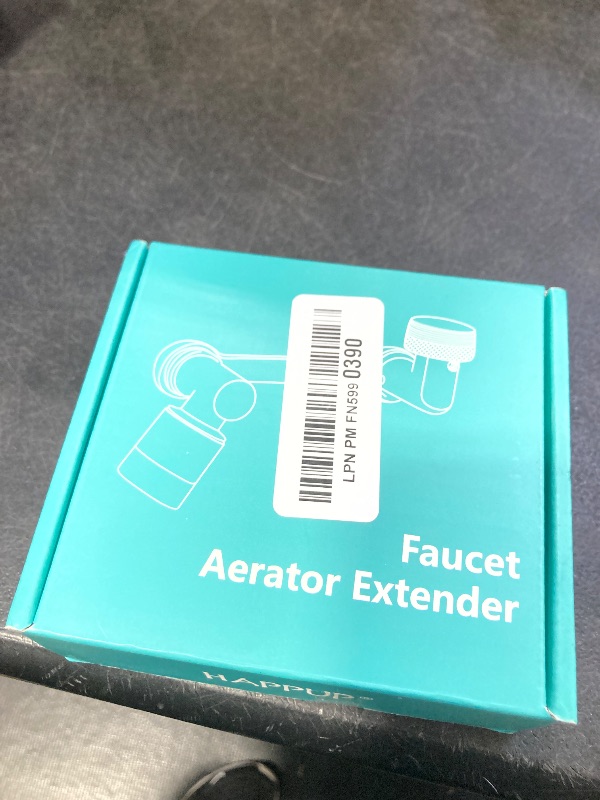 LPN PM FN599 0390
Faucet
Aerator Extender
HAPPUP